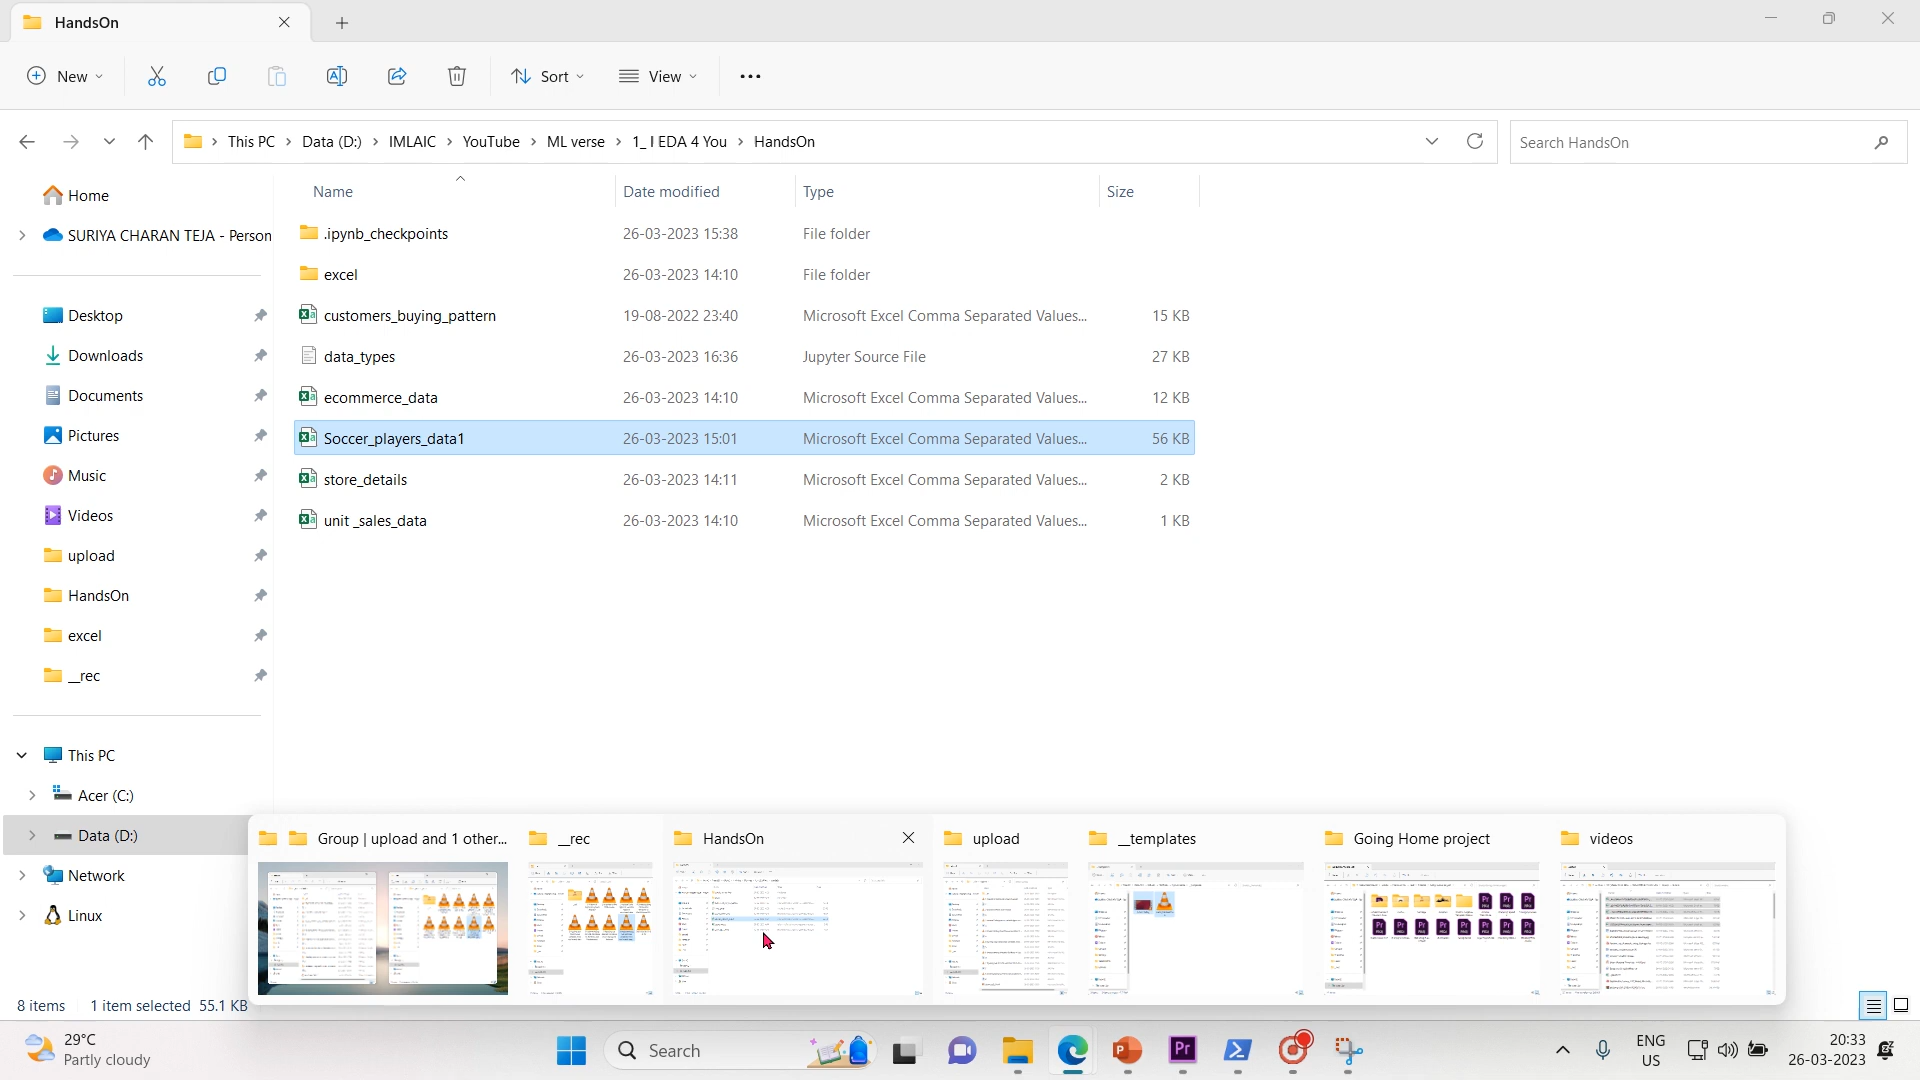 HandsOn
New
Sort
View
This PC
Data (D:)
IMLAIC
YouTube
ML verse
1_ I EDA 4 You
HandsOn
Search HandsOn
Name
Date modified
Type
Size
Home
SURIYA CHARAN TEJA - Person
Desktop
Downloads
Documents
Pictures
Music
Videos
upload
HandsOn
excel
__rec
This PC
Acer (C:)
Data (D:)
Network
Linux
.ipynb_checkpoints 26-03-2023 15:38 File folder
excel 26-03-2023 14:10 File folder
customers_buying_pattern 19-08-2022 23:40 Microsoft Excel Comma Separated Values... 15 KB
data_types 26-03-2023 16:36 Jupyter Source File 27 KB
ecommerce_data 26-03-2023 14:10 Microsoft Excel Comma Separated Values... 12 KB
Soccer_players_data1 26-03-2023 15:01 Microsoft Excel Comma Separated Values... 56 KB
store_details 26-03-2023 14:11 Microsoft Excel Comma Separated Values... 2 KB
unit _sales_data 26-03-2023 14:10 Microsoft Excel Comma Separated Values... 1 KB
Group | upload and 1 other...
__rec
HandsOn
upload
__templates
Going Home project
videos
8 items
1 item selected 55.1 KB
29°C
Partly cloudy
Search
Pr
ENG
US
20:33
26-03-2023